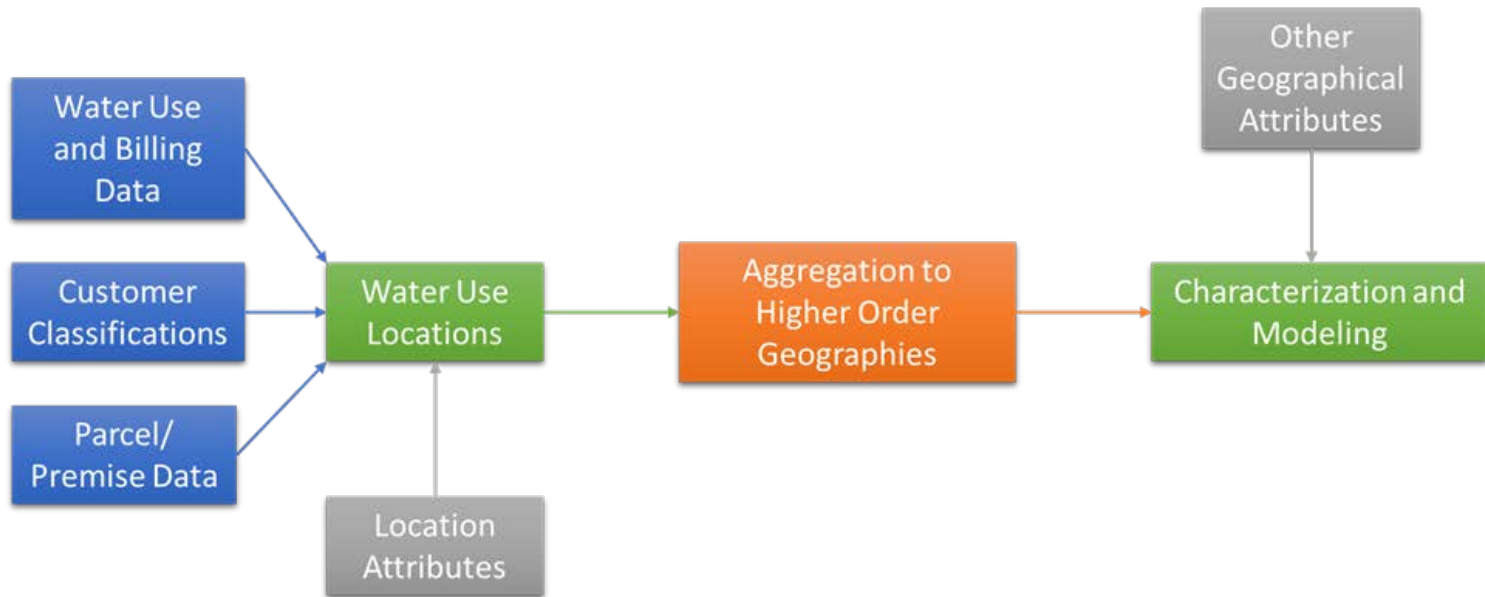 Water Use
and Billing
Data
Customer
Classifications
Parcel/
Premise Data
Water Use
Locations
Location
Attributes
Aggregation to
Higher Order
Geographies
Other
Geographical
Attributes
Characterization and
Modeling